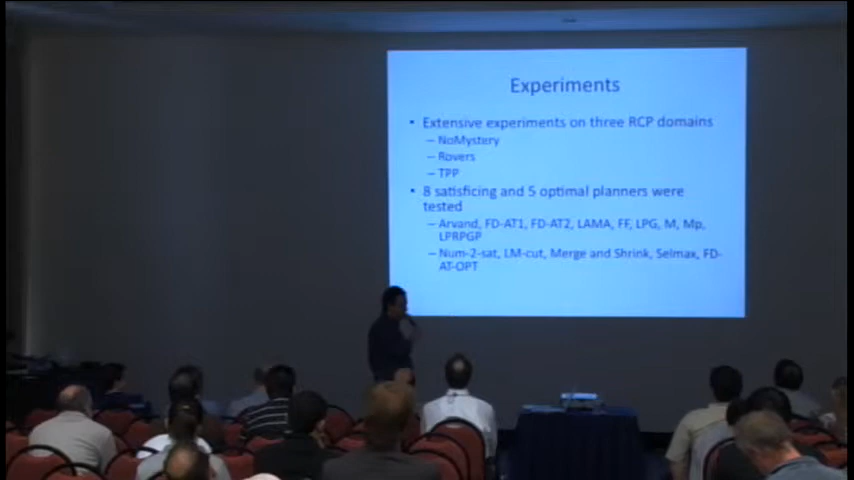 Experiments
• Extensive experiments on three RCP domains
– NoMystery
– Rovers
– TPP
• 8 satisficing and 5 optimal planners were
tested
– Arvand, FD-AT1, FD-AT2, LAMA, FF, LPG, M, Mp,
LPRPGP
– Num-2-sat, LM-cut, Merge and Shrink, Selmax, FD-
AT-OPT